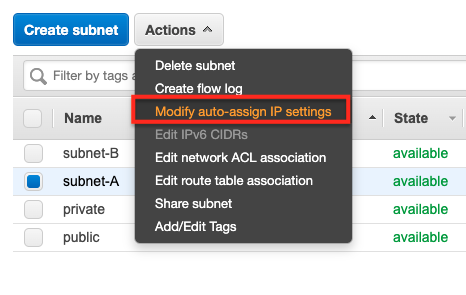 Create subnet
Actions
Delete subnet
Filter by tags
Create flow log
Modify auto-assign IP settings
Name
State
Edit IPv6 CIDRs
subnet-B
Edit network ACL association
available
subnet-A
Edit route table association
available
private
Share subnet
available
public
Add/Edit Tags
available